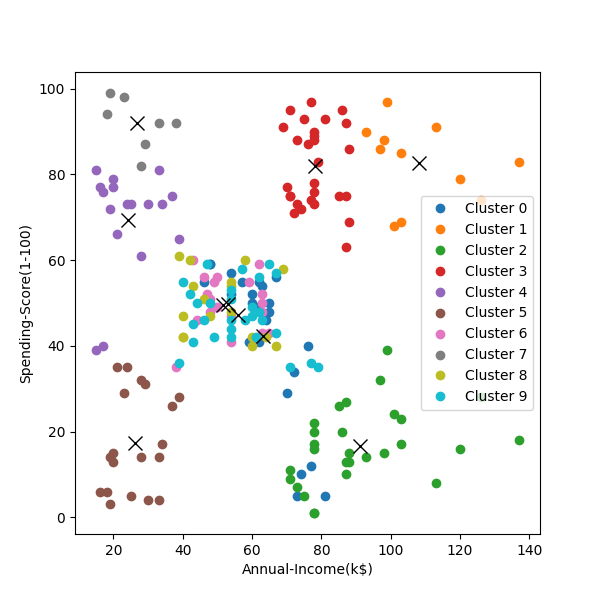 100
80
60
40
20
0
Spending-Score(1-100)
Cluster 0
Cluster 1
Cluster 2
Cluster 3
Cluster 4
Cluster 5
Cluster 6
Cluster 7
Cluster 8
Cluster 9
20 40 60 80 100 120 140
Annual-Income(k$)